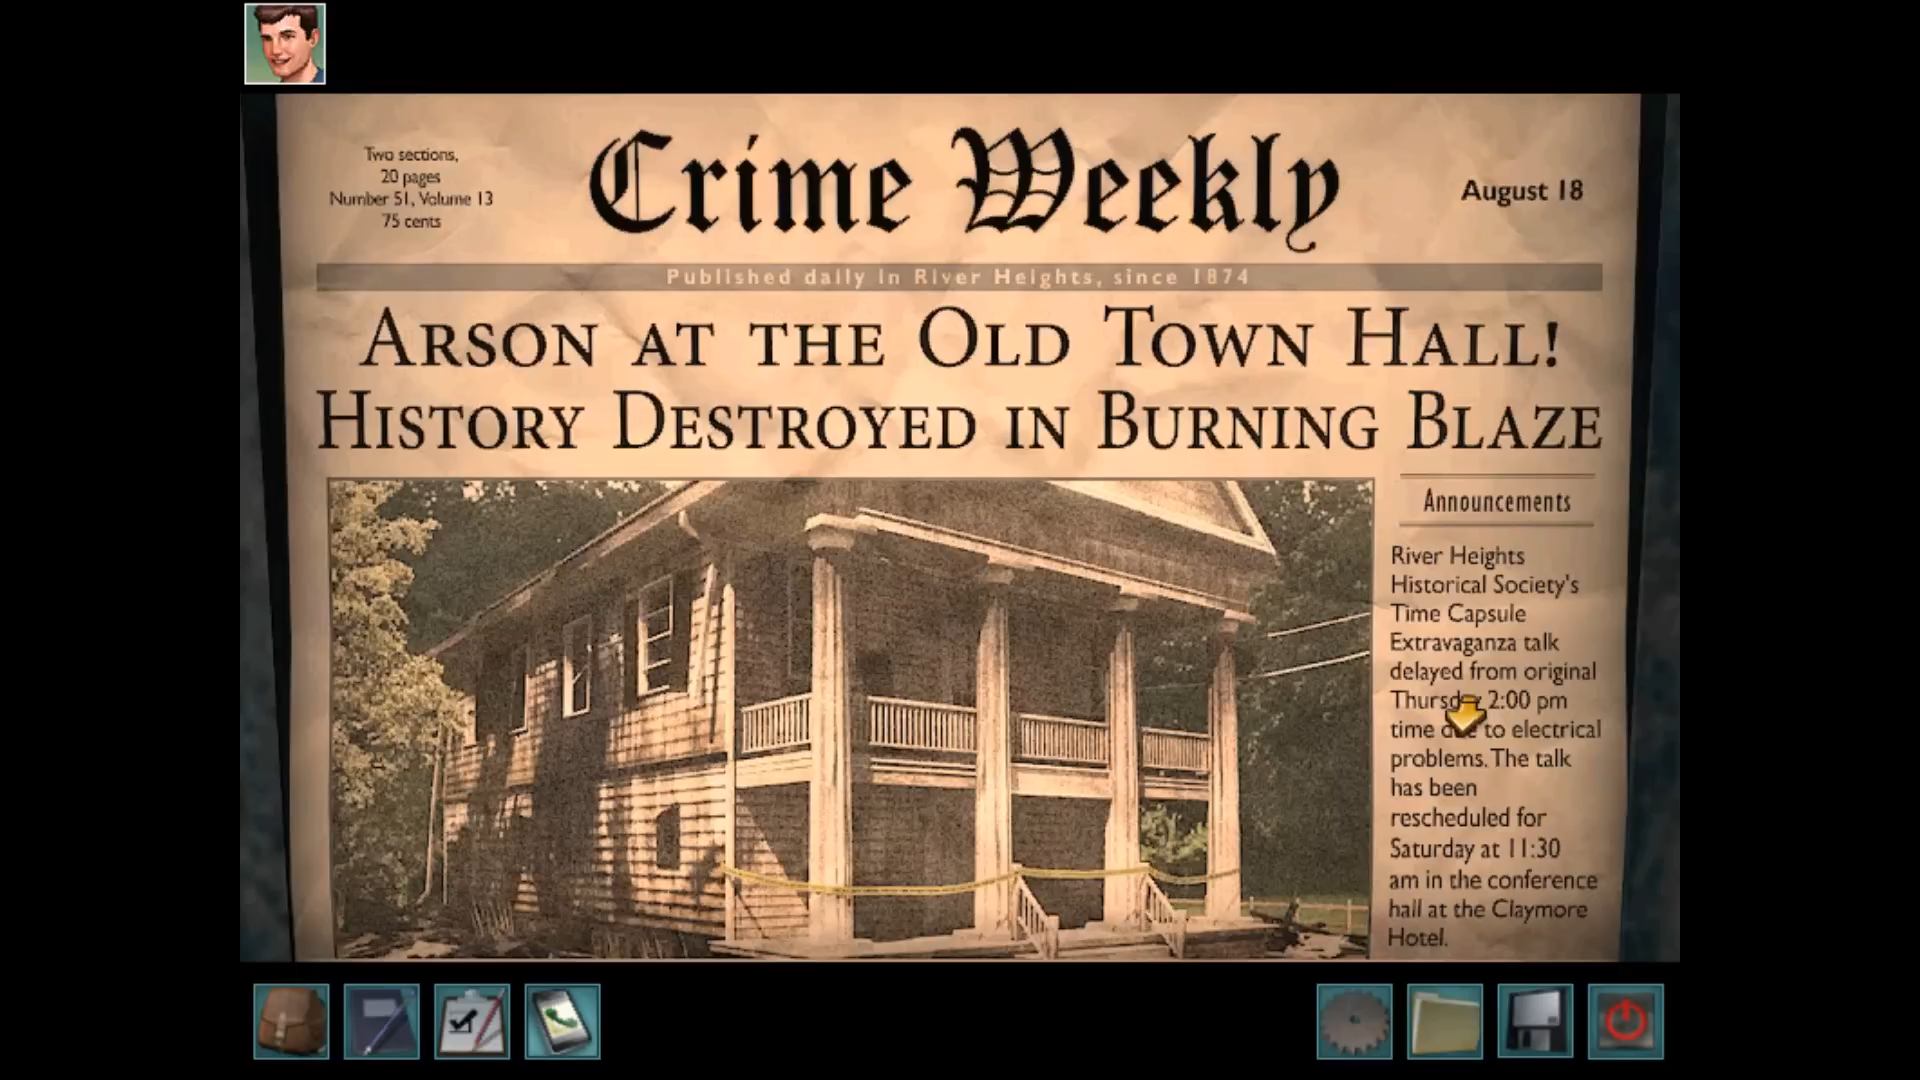 Two sections,
20 pages
Number 51, Volume 13
75 cents
Crime Weekly
August 18
Published daily in River Heights, since 1874
Arson at the Old Town Hall!
History Destroyed in Burning Blaze
Announcements
River Heights
Historical Society's
Time Capsule
Extravaganza talk
delayed from original
2:00 pm
time to electrical
problems. The talk
has been
rescheduled for
Saturday at 11:30
am in the conference
hall at the Claymore
Hotel.